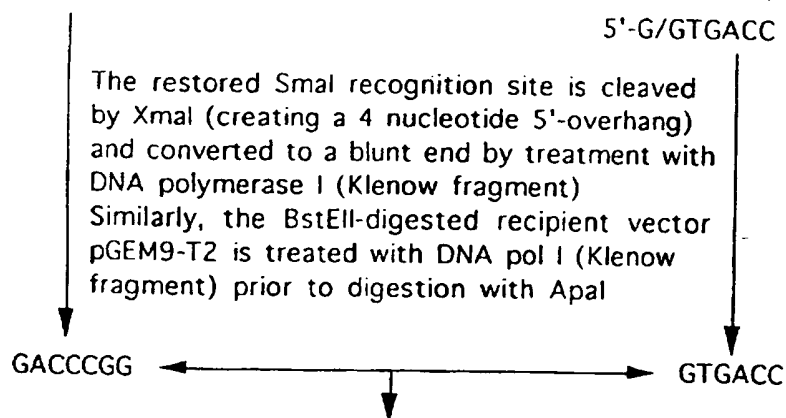 5'-G/GTGACC
The restored SmaI recognition site is cleaved
by XmaI (creating a 4 nucleotide 5'-overhang)
and converted to a blunt end by treatment with
DNA polymerase I (Klenow fragment)
Similarly, the BstEII-digested recipient vector
pGEM9-T2 is treated with DNA pol I (Klenow
fragment) prior to digestion with ApaI
GACCCGG
GTGACC